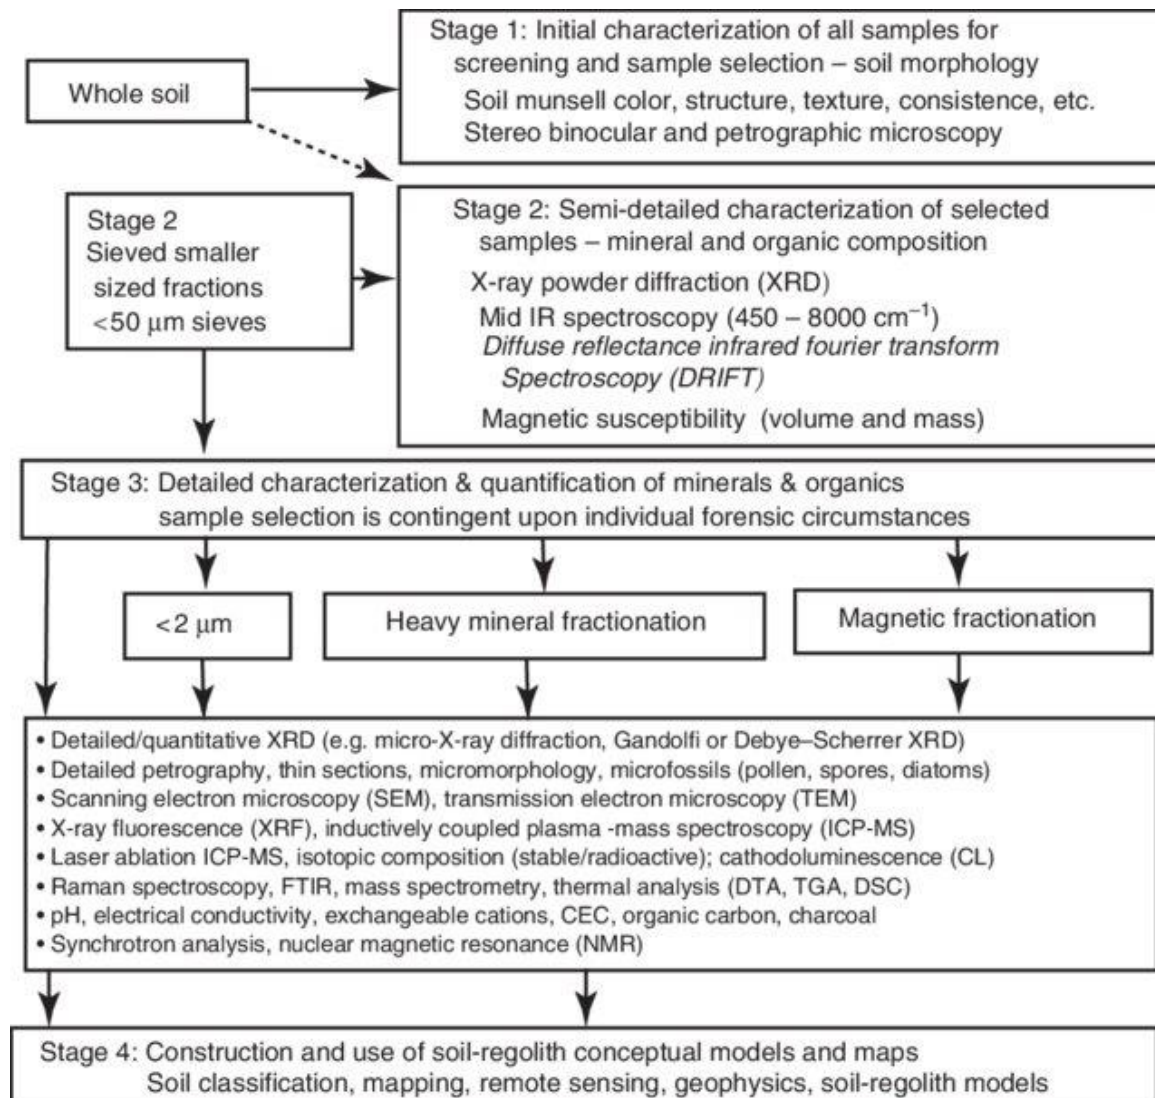 Whole soil
Stage 1: Initial characterization of all samples for
screening and sample selection – soil morphology
Soil munsell color, structure, texture, consistence, etc.
Stereo binocular and petrographic microscopy
Stage 2
Sieved smaller
sized fractions
<50 µm sieves
Stage 2: Semi-detailed characterization of selected
samples – mineral and organic composition
X-ray powder diffraction (XRD)
Mid IR spectroscopy (450 – 8000 cm⁻¹)
Diffuse reflectance infrared fourier transform
Spectroscopy (DRIFT)
Magnetic susceptibility (volume and mass)
Stage 3: Detailed characterization & quantification of minerals & organics
sample selection is contingent upon individual forensic circumstances
<2 µm
Heavy mineral fractionation
Magnetic fractionation
• Detailed/quantitative XRD (e.g. micro-X-ray diffraction, Gandolfi or Debye–Scherrer XRD)
• Detailed petrography, thin sections, micromorphology, microfossils (pollen, spores, diatoms)
• Scanning electron microscopy (SEM), transmission electron microscopy (TEM)
• X-ray fluorescence (XRF), inductively coupled plasma -mass spectroscopy (ICP-MS)
• Laser ablation ICP-MS, isotopic composition (stable/radioactive); cathodoluminescence (CL)
• Raman spectroscopy, FTIR, mass spectrometry, thermal analysis (DTA, TGA, DSC)
• pH, electrical conductivity, exchangeable cations, CEC, organic carbon, charcoal
• Synchrotron analysis, nuclear magnetic resonance (NMR)
Stage 4: Construction and use of soil-regolith conceptual models and maps
Soil classification, mapping, remote sensing, geophysics, soil-regolith models